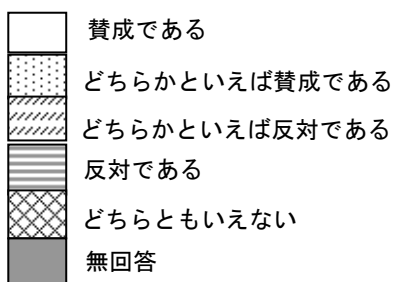 賛成である
どちらかといえば賛成である
どちらかといえば反対である
反対である
どちらともいえない
無回答